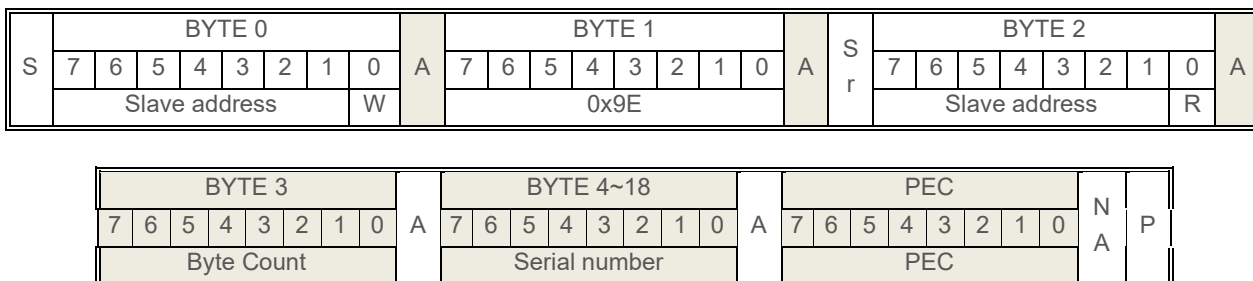 BYTE 0 BYTE 1 BYTE 2
S 7 6 5 4 3 2 1 0 A 7 6 5 4 3 2 1 0 A Sr 7 6 5 4 3 2 1 0 A
Slave address W 0x9E Slave address R
BYTE 3 BYTE 4~18 PEC
7 6 5 4 3 2 1 0 A 7 6 5 4 3 2 1 0 A 7 6 5 4 3 2 1 0 NA P
Byte Count Serial number PEC